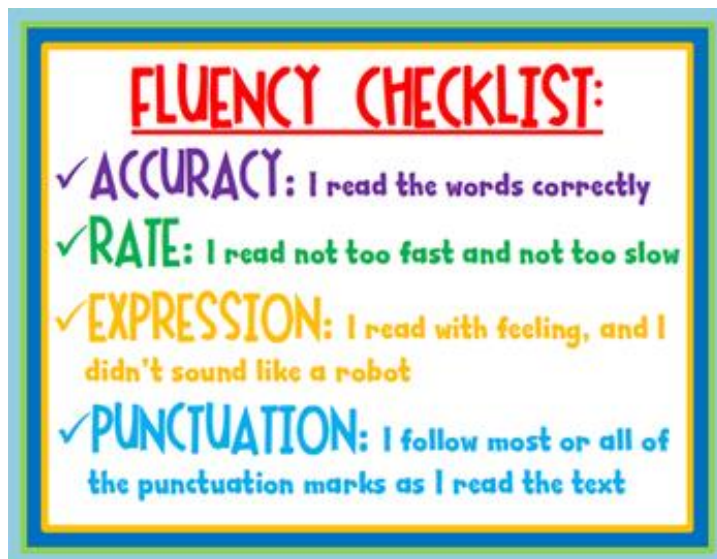 FLUENCY CHECKLIST:
✓ACCURACY: I read the words correctly
✓RATE: I read not too fast and not too slow
✓EXPRESSION: I read with feeling, and I
didn't sound like a robot
✓PUNCTUATION: I follow most or all of
the punctuation marks as I read the text